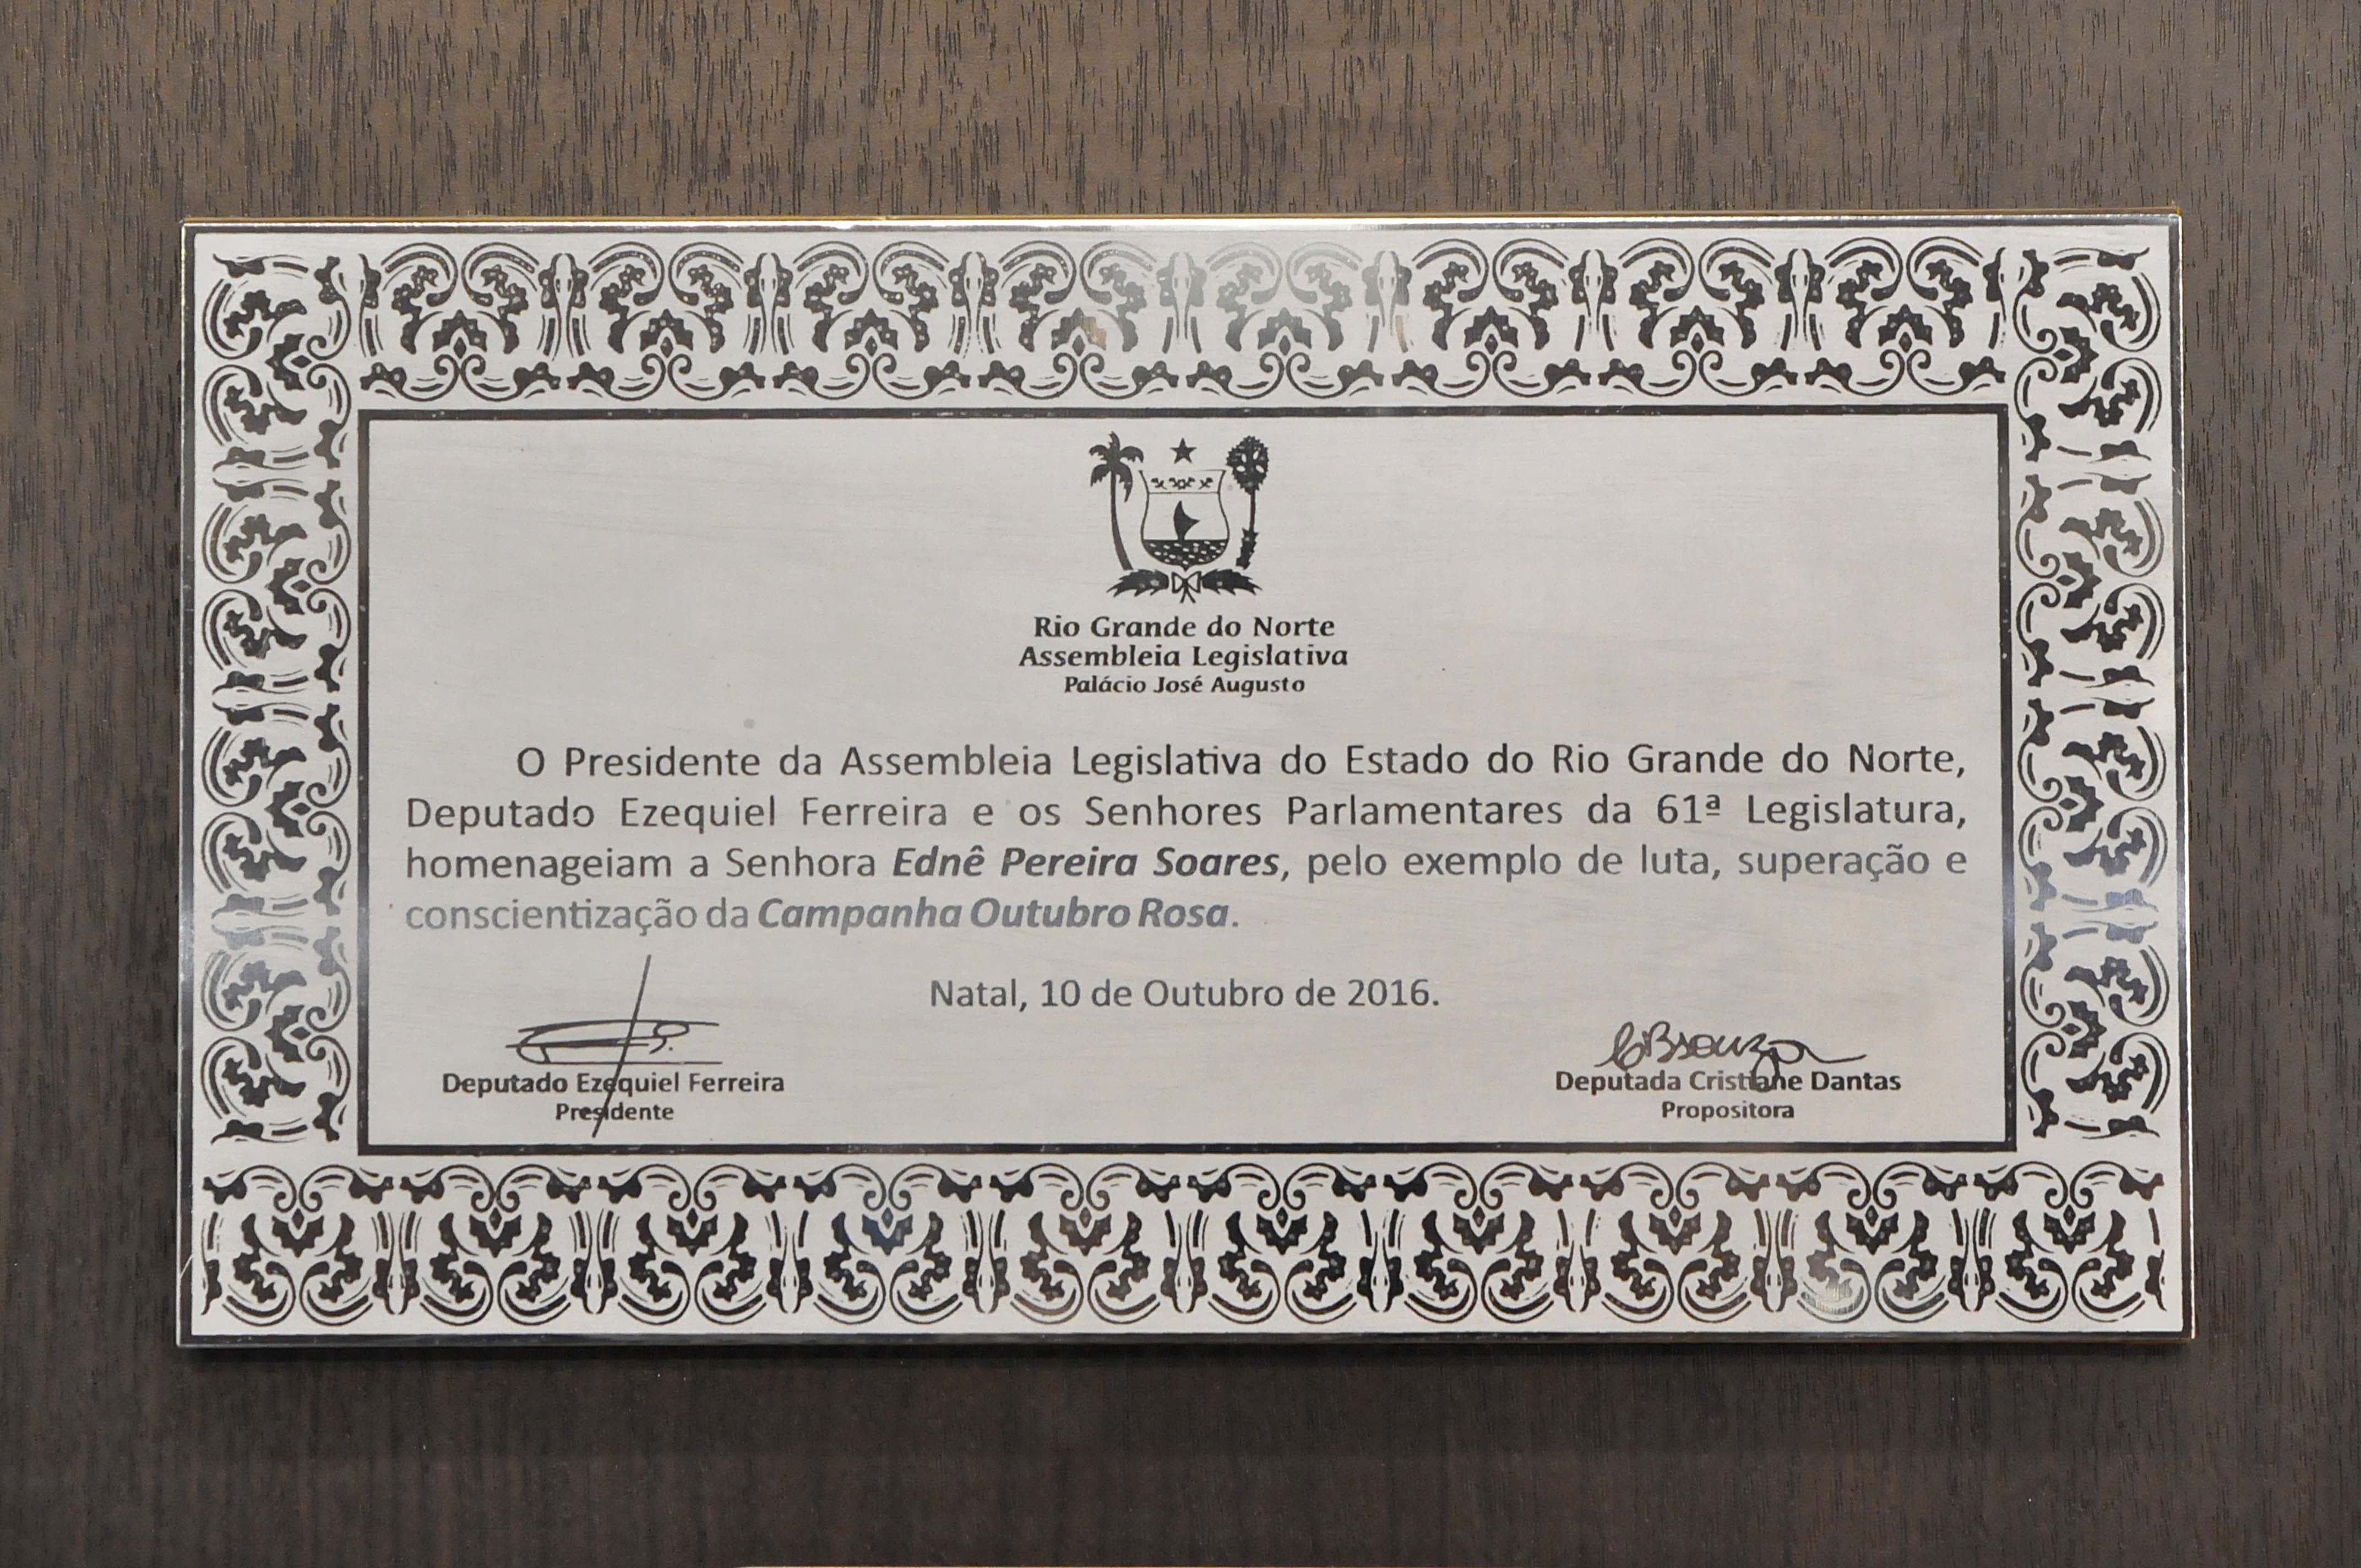 Rio Grande do Norte
Assembleia Legislativa
Palácio José Augusto
O Presidente da Assembleia Legislativa do Estado do Rio Grande do Norte,
Deputado Ezequiel Ferreira e os Senhores Parlamentares da 61ª Legislatura,
homenageiam a Senhora Ednê Pereira Soares, pelo exemplo de luta, superação e
conscientização da Campanha Outubro Rosa.
Natal, 10 de Outubro de 2016.
Deputado Ezequiel Ferreira
Presidente
CBSouza
Deputada Cristiane Dantas
Propositora